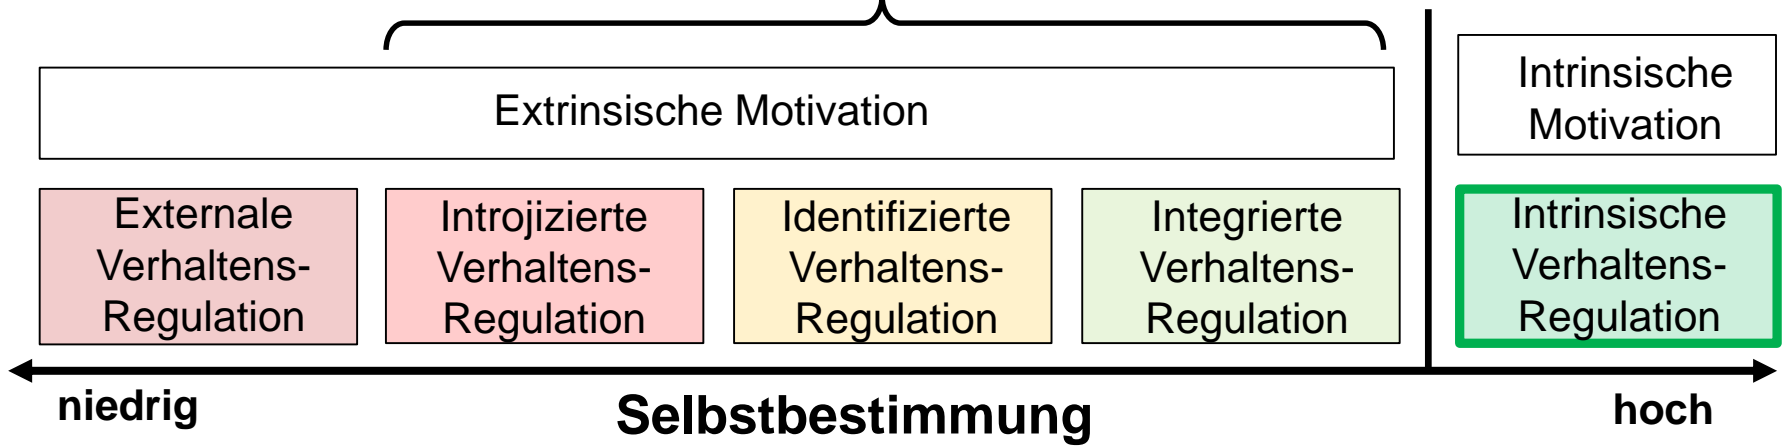 Extrinsische Motivation
Intrinsische
Motivation
Externale
Verhaltens-
Regulation
Introjizierte
Verhaltens-
Regulation
Identifizierte
Verhaltens-
Regulation
Integrierte
Verhaltens-
Regulation
Intrinsische
Verhaltens-
Regulation
niedrig
Selbstbestimmung
hoch